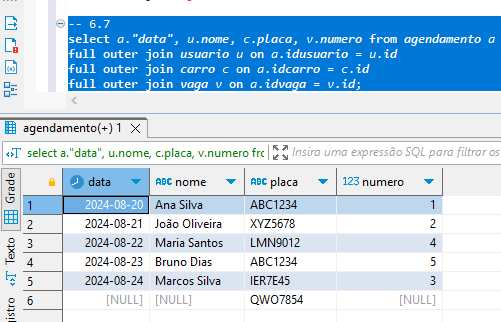 -- 6.7
select a."data", u.nome, c.placa, v.numero from agendamento a
full outer join usuario u on a.idusuario = u.id
full outer join carro c on a.idcarro = c.id
full outer join vaga v on a.idvaga = v.id;
agendamento(+) 1
select a."data", u.nome, c.placa, v.numero fro
Insira uma expressão SQL para filtrar os
Grade
Texto
data ABC nome ABC placa 123 numero
1 2024-08-20 Ana Silva ABC1234 1
2 2024-08-21 João Oliveira XYZ5678 2
3 2024-08-22 Maria Santos LMN9012 4
4 2024-08-23 Bruno Dias ABC1234 5
5 2024-08-24 Marcos Silva IER7E45 3
6 [NULL] [NULL] QWO7854 [NULL]